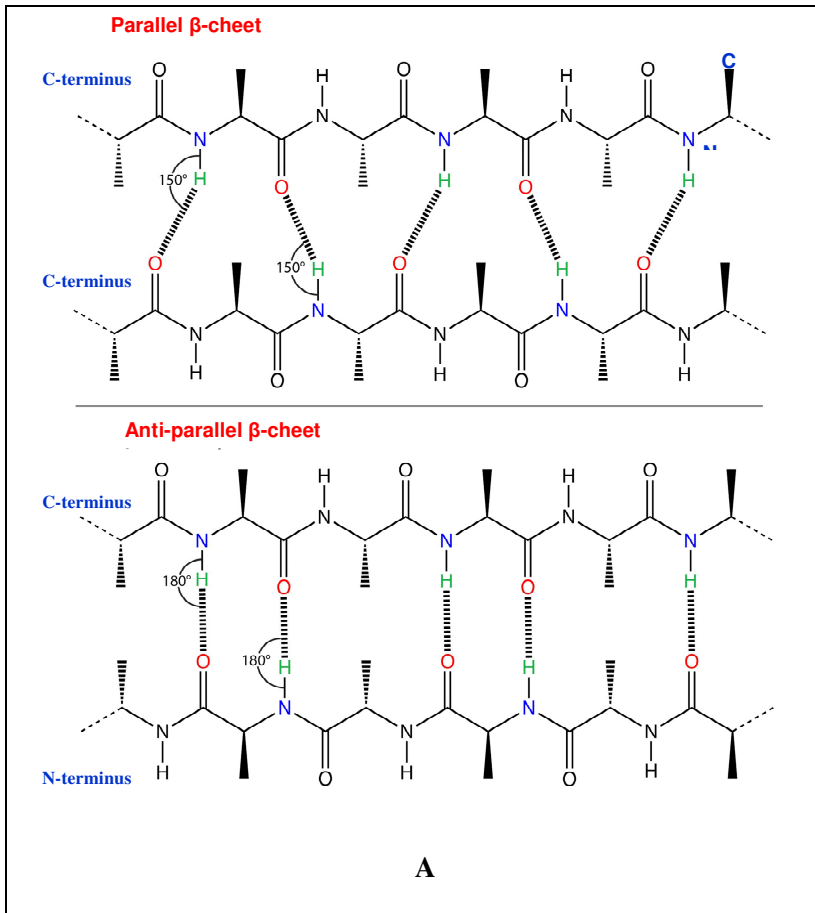 Parallel β-cheet
C
O H O H O
C-terminus
N N
N N N
150° H O H O H
O 150° H O H O
C-terminus
N N
N N N
H O H O H
Anti-parallel β-cheet
O H O H O
C-terminus
N N
N N N
180° H O H O H
O 180° H O H O
N N
N N N
H O H O H
N-terminus
A